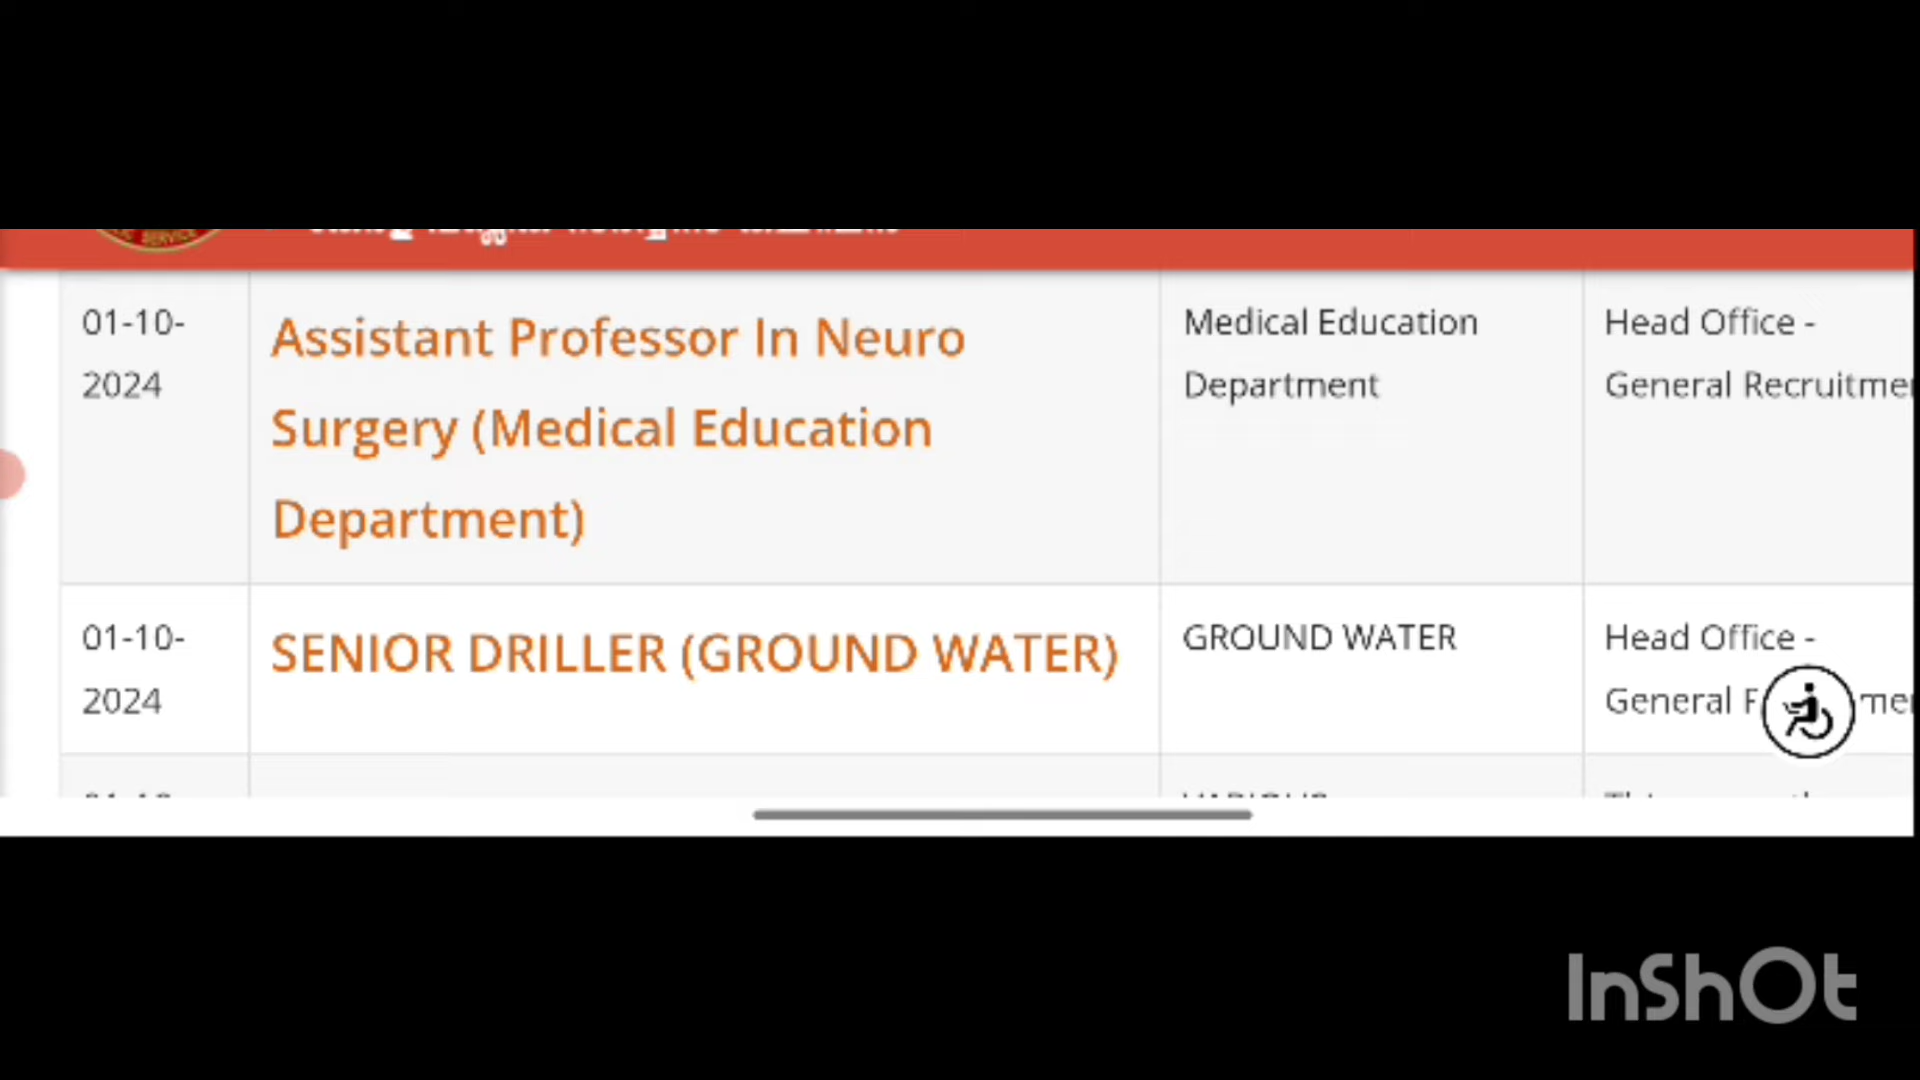 SERVICE
01-10-
2024
Assistant Professor In Neuro
Surgery (Medical Education
Department)
Medical Education
Department
Head Office -
General Recruitme
01-10-
2024
SENIOR DRILLER (GROUND WATER)
GROUND WATER
Head Office -
General
InShOt